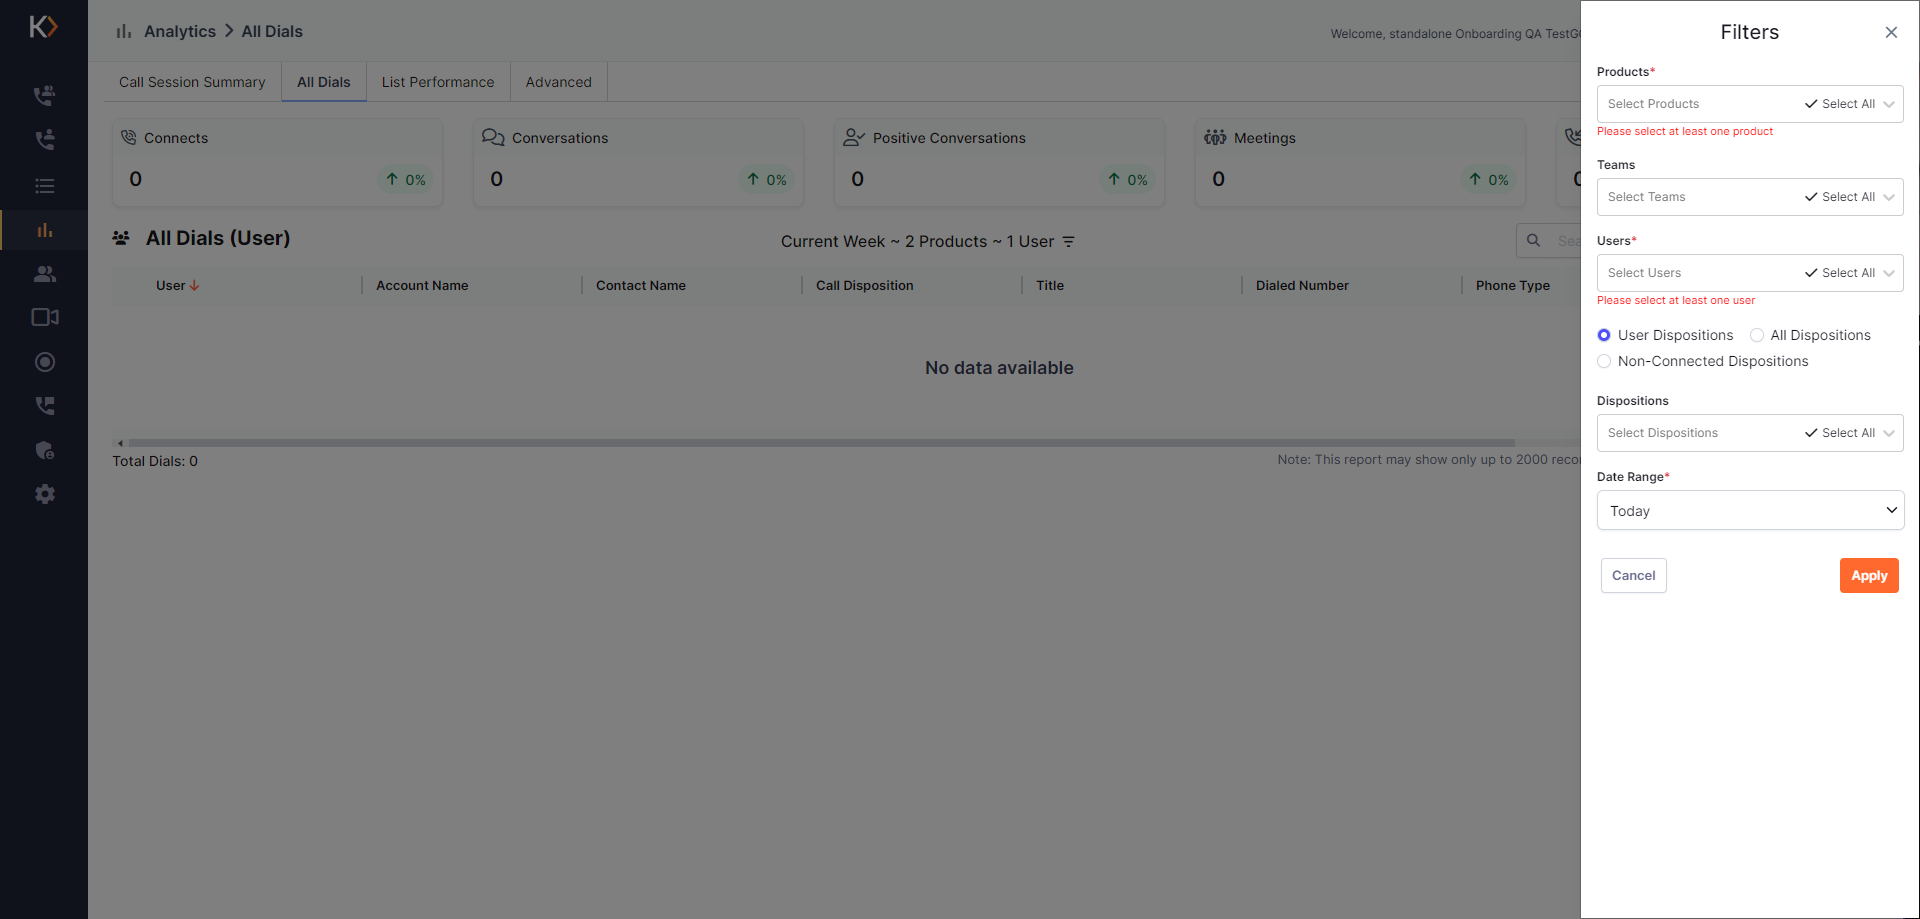 Analytics > All Dials
Welcome, standalone Onboarding QA
Call Session Summary
All Dials
List Performance
Advanced
Connects
0
0%
Conversations
0
0%
Positive Conversations
0
0%
Meetings
0
0%
All Dials (User)
Current Week ~ 2 Products ~ 1 User
User
Account Name
Contact Name
Call Disposition
Title
Dialed Number
Phone Type
No data available
Total Dials: 0
Note: This report may show only up to 2000
Filters
Products*
Select Products
Select All
Please select at least one product
Teams
Select Teams
Select All
Users*
Select Users
Select All
Please select at least one user
User Dispositions
All Dispositions
Non-Connected Dispositions
Dispositions
Select Dispositions
Select All
Date Range*
Today
Cancel
Apply